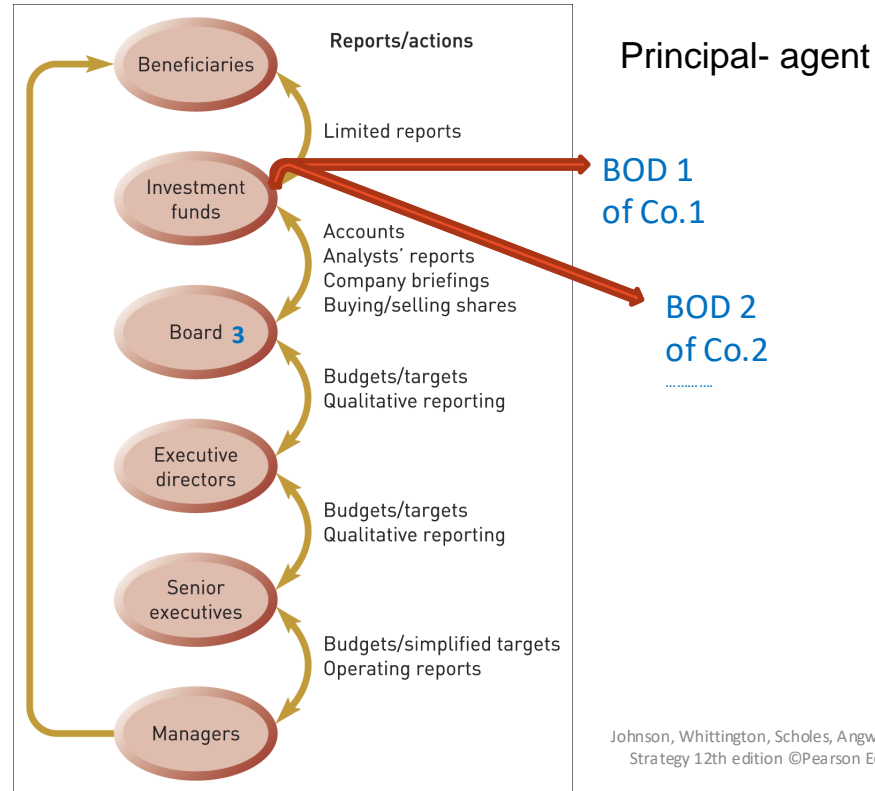 Reports/actions
Principal- agent
Beneficiaries
Limited reports
Investment
funds
BOD 1
of Co.1
Accounts
Analysts’ reports
Company briefings
Buying/selling shares
BOD 2
of Co.2
.............
Board 3
Budgets/targets
Qualitative reporting
Executive
directors
Budgets/targets
Qualitative reporting
Senior
executives
Budgets/simplified targets
Operating reports
Managers
Johnson, Whittington, Scholes, Angw
Strategy 12th edition ©Pearson E